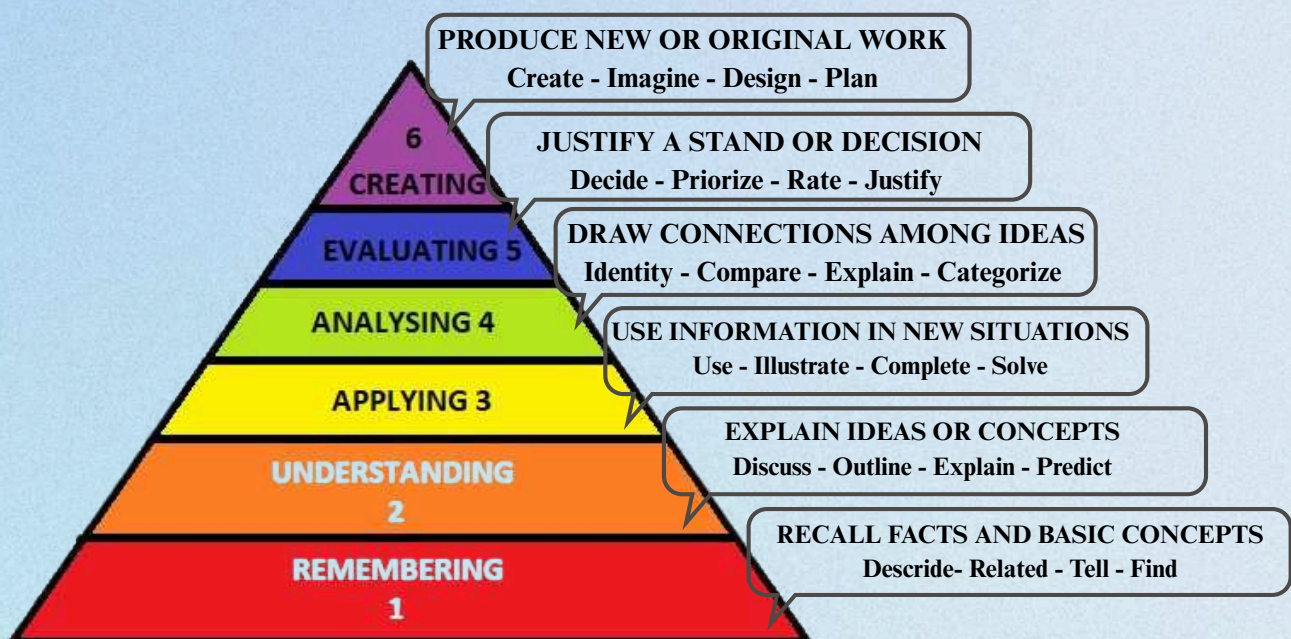 PRODUCE NEW OR ORIGINAL WORK
Create - Imagine - Design - Plan
6
CREATING
JUSTIFY A STAND OR DECISION
Decide - Priorize - Rate - Justify
EVALUATING 5
DRAW CONNECTIONS AMONG IDEAS
Identity - Compare - Explain - Categorize
ANALYSING 4
USE INFORMATION IN NEW SITUATIONS
Use - Illustrate - Complete - Solve
APPLYING 3
EXPLAIN IDEAS OR CONCEPTS
Discuss - Outline - Explain - Predict
UNDERSTANDING
2
RECALL FACTS AND BASIC CONCEPTS
Descride- Related - Tell - Find
REMEMBERING
1